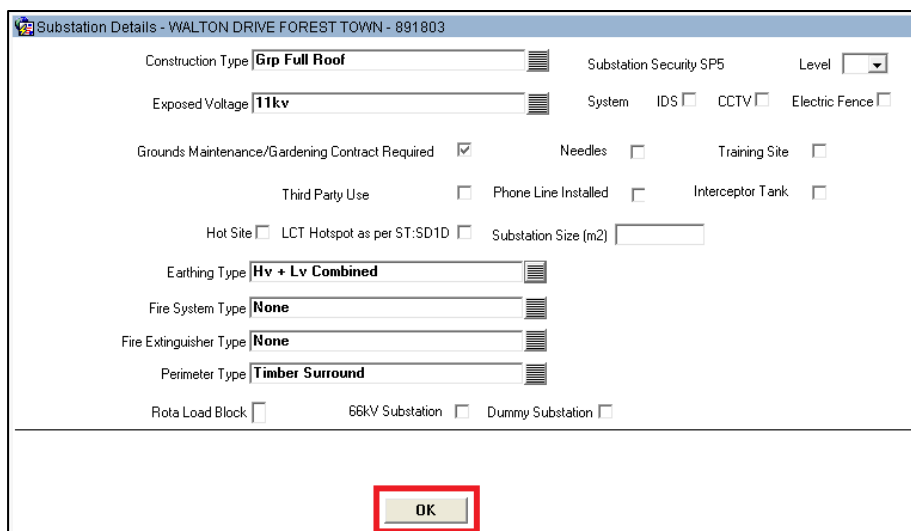 Substation Details - WALTON DRIVE FOREST TOWN - 891803
Construction Type Grp Full Roof Substation Security SP5 Level
Exposed Voltage 11kv System IDS CCTV Electric Fence
Grounds Maintenance/Gardening Contract Required Needles Training Site
Third Party Use Phone Line Installed Interceptor Tank
Hot Site LCT Hotspot as per ST:SD1D Substation Size (m2)
Earthing Type Hv + Lv Combined
Fire System Type None
Fire Extinguisher Type None
Perimeter Type Timber Surround
Rota Load Block 66kV Substation Dummy Substation
OK